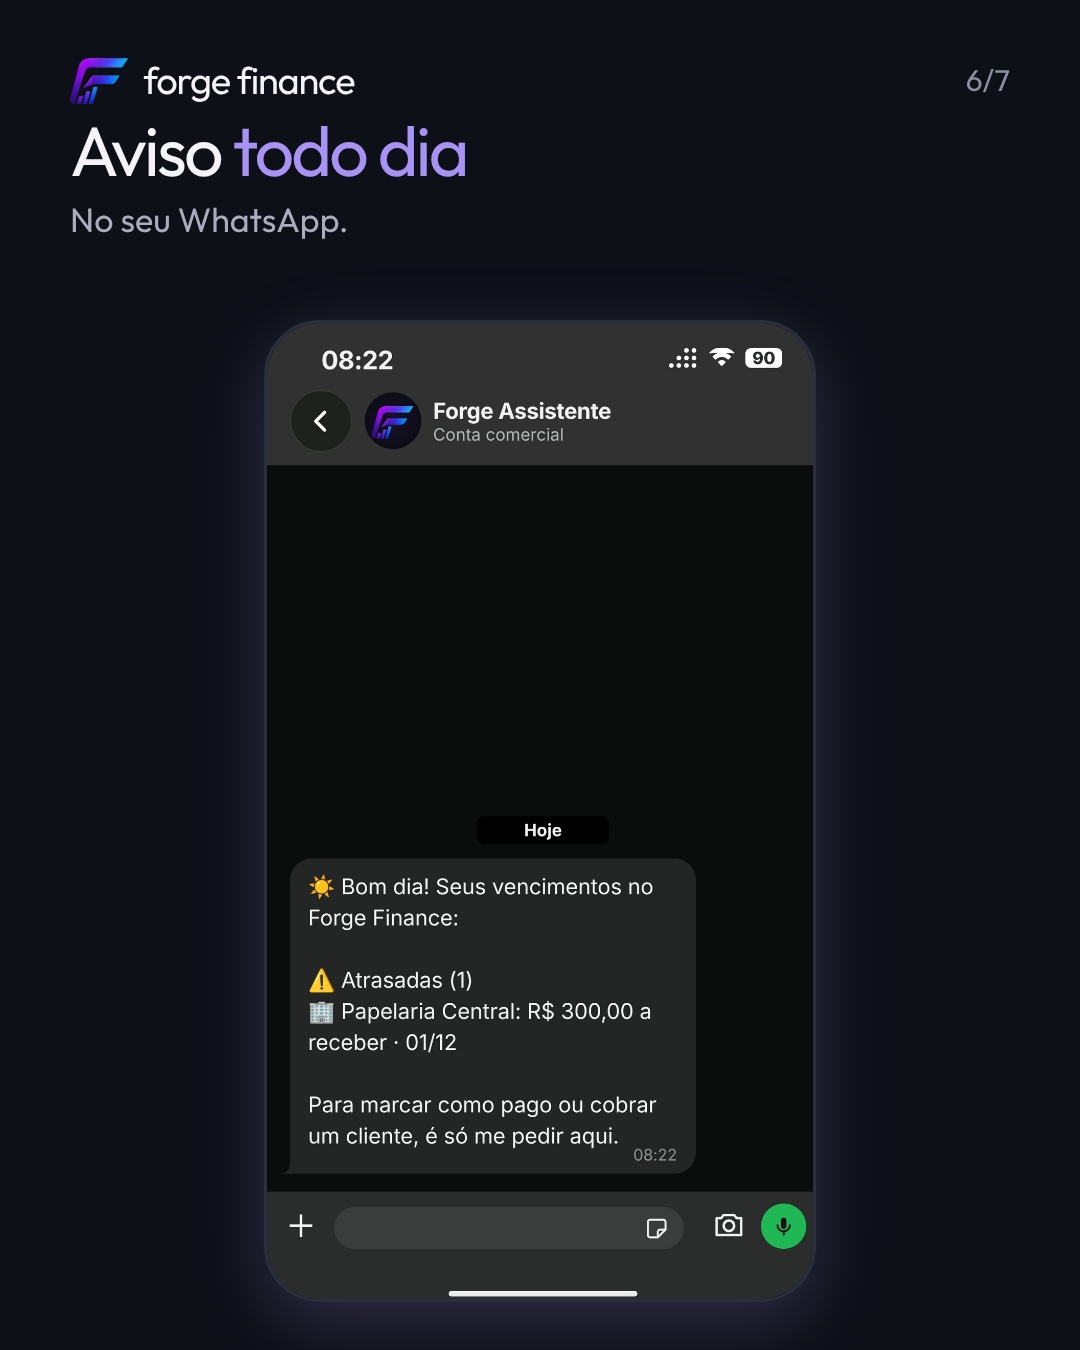 forge finance
6/7
Aviso todo dia
No seu WhatsApp.
08:22
90
Forge Assistente
Conta comercial
Hoje
☀️ Bom dia! Seus vencimentos no
Forge Finance:
⚠️ Atrasadas (1)
🏢 Papelaria Central: R$ 300,00 a
receber · 01/12
Para marcar como pago ou cobrar
um cliente, é só me pedir aqui.
08:22